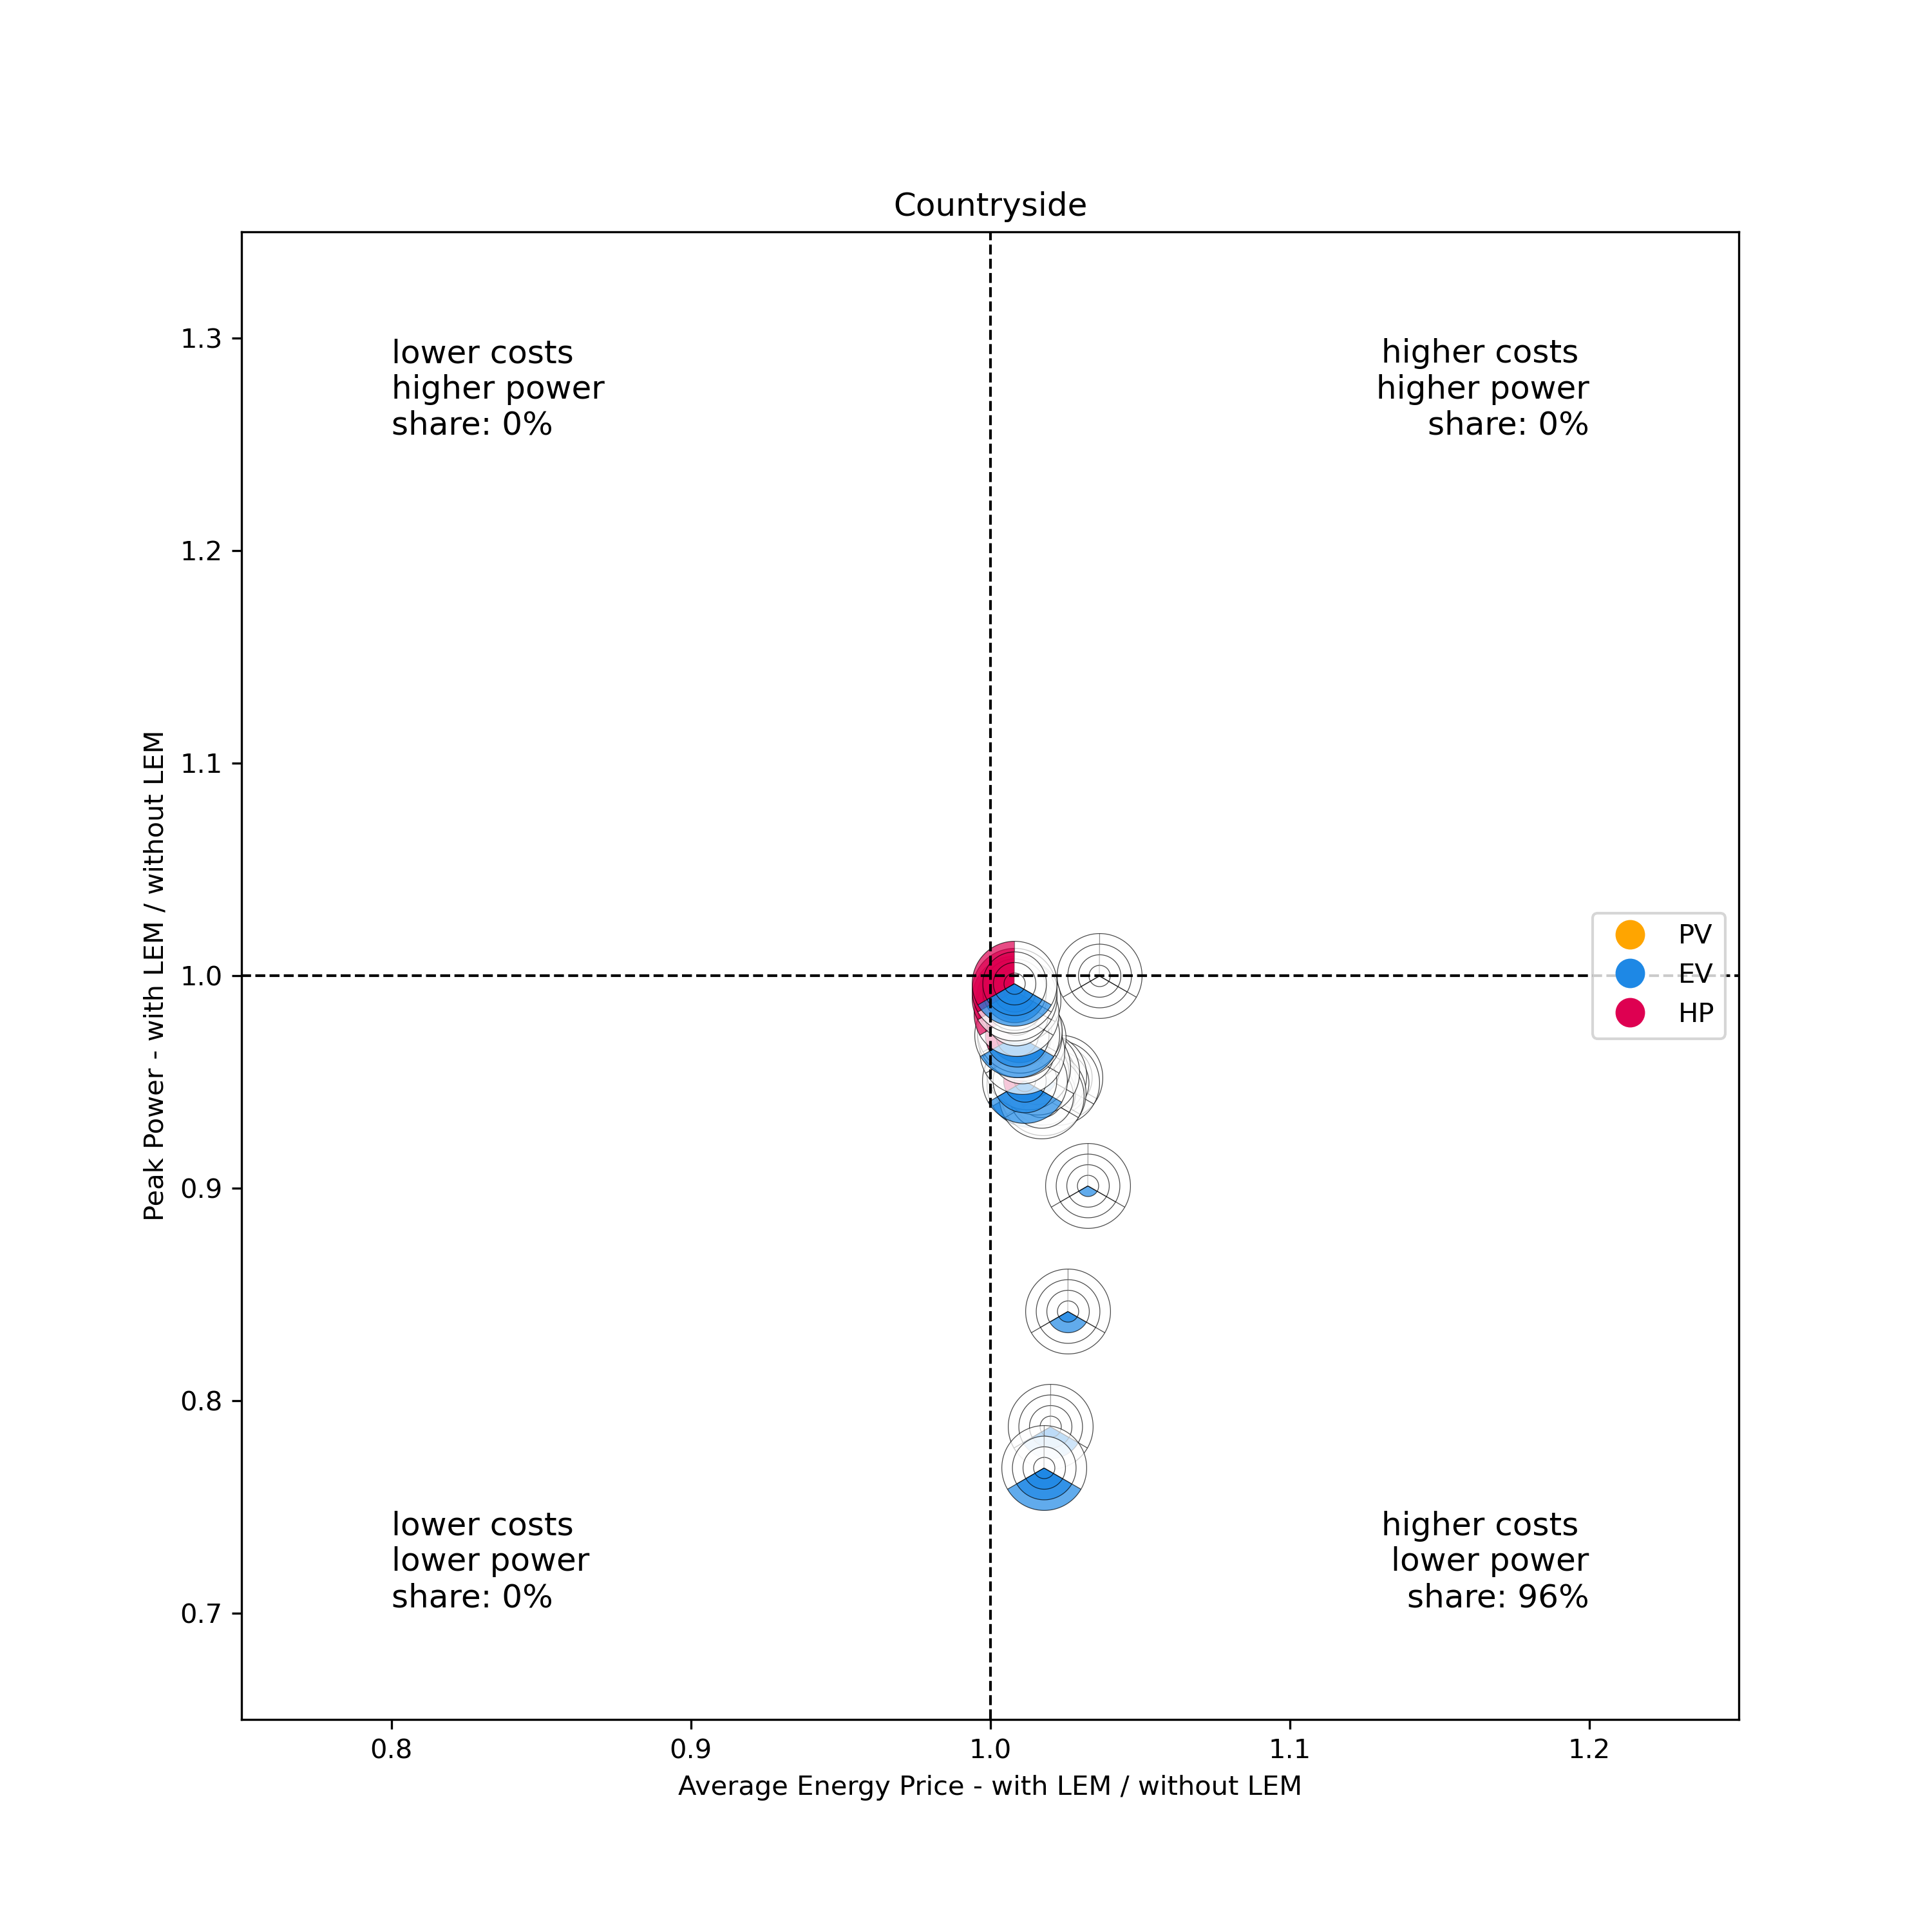 Countryside
lower costs
higher power
share: 0%
higher costs
higher power
share: 0%
1.3
1.2
1.1
1.0
0.9
0.8
0.7
Peak Power - with LEM / without LEM
PV
EV
HP
lower costs
lower power
share: 0%
higher costs
lower power
share: 96%
0.8
0.9
1.0
1.1
1.2
Average Energy Price - with LEM / without LEM